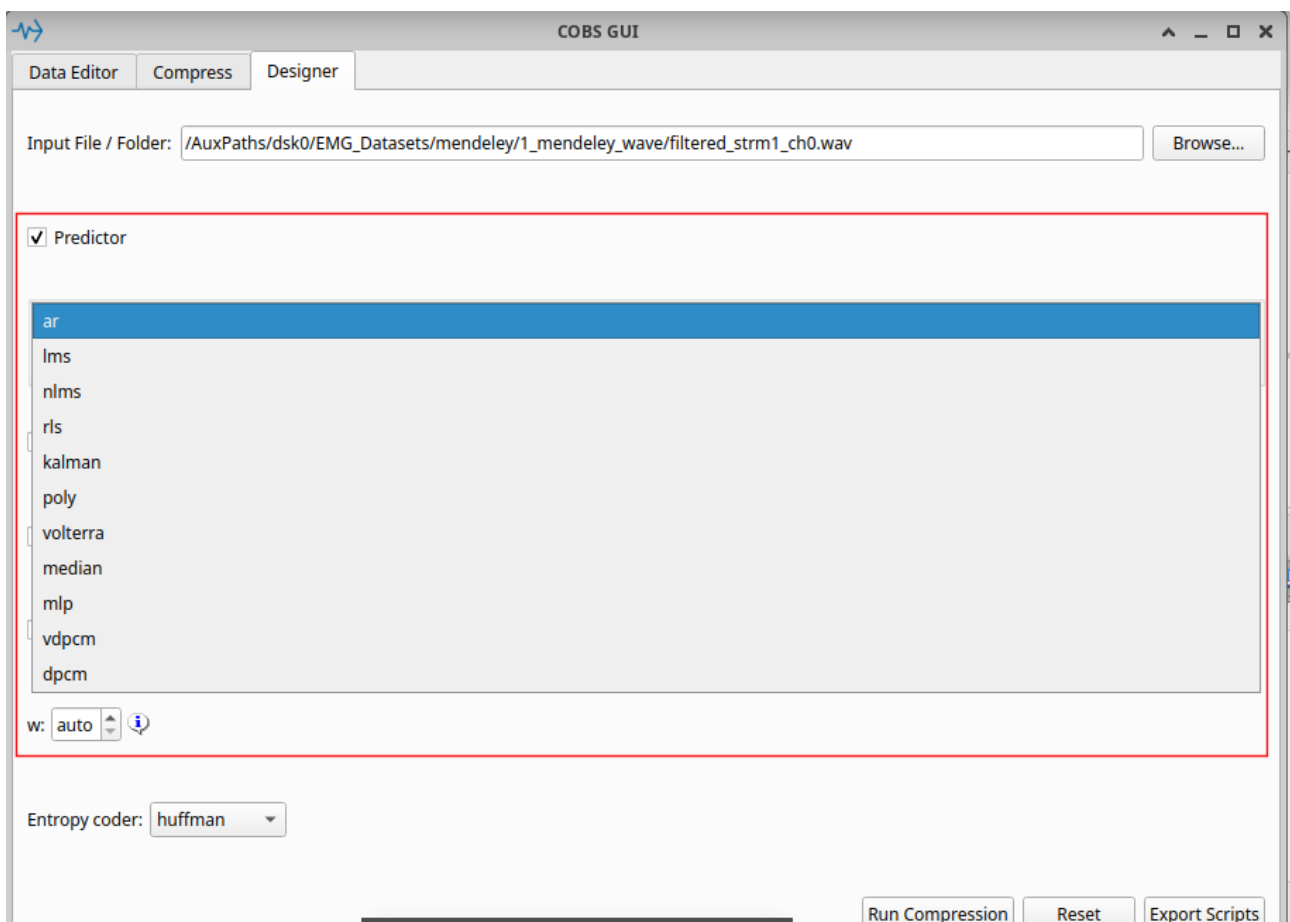 COBS GUI
Data Editor Compress Designer
Input File / Folder: /AuxPaths/dsk0/EMG_Datasets/mendeley/1_mendeley_wave/filtered_strm1_ch0.wav Browse...
Predictor
ar
lms
nlms
rls
kalman
poly
volterra
median
mlp
vdpcm
dpcm
w: auto
Entropy coder: huffman
Run Compression Reset Export Scripts